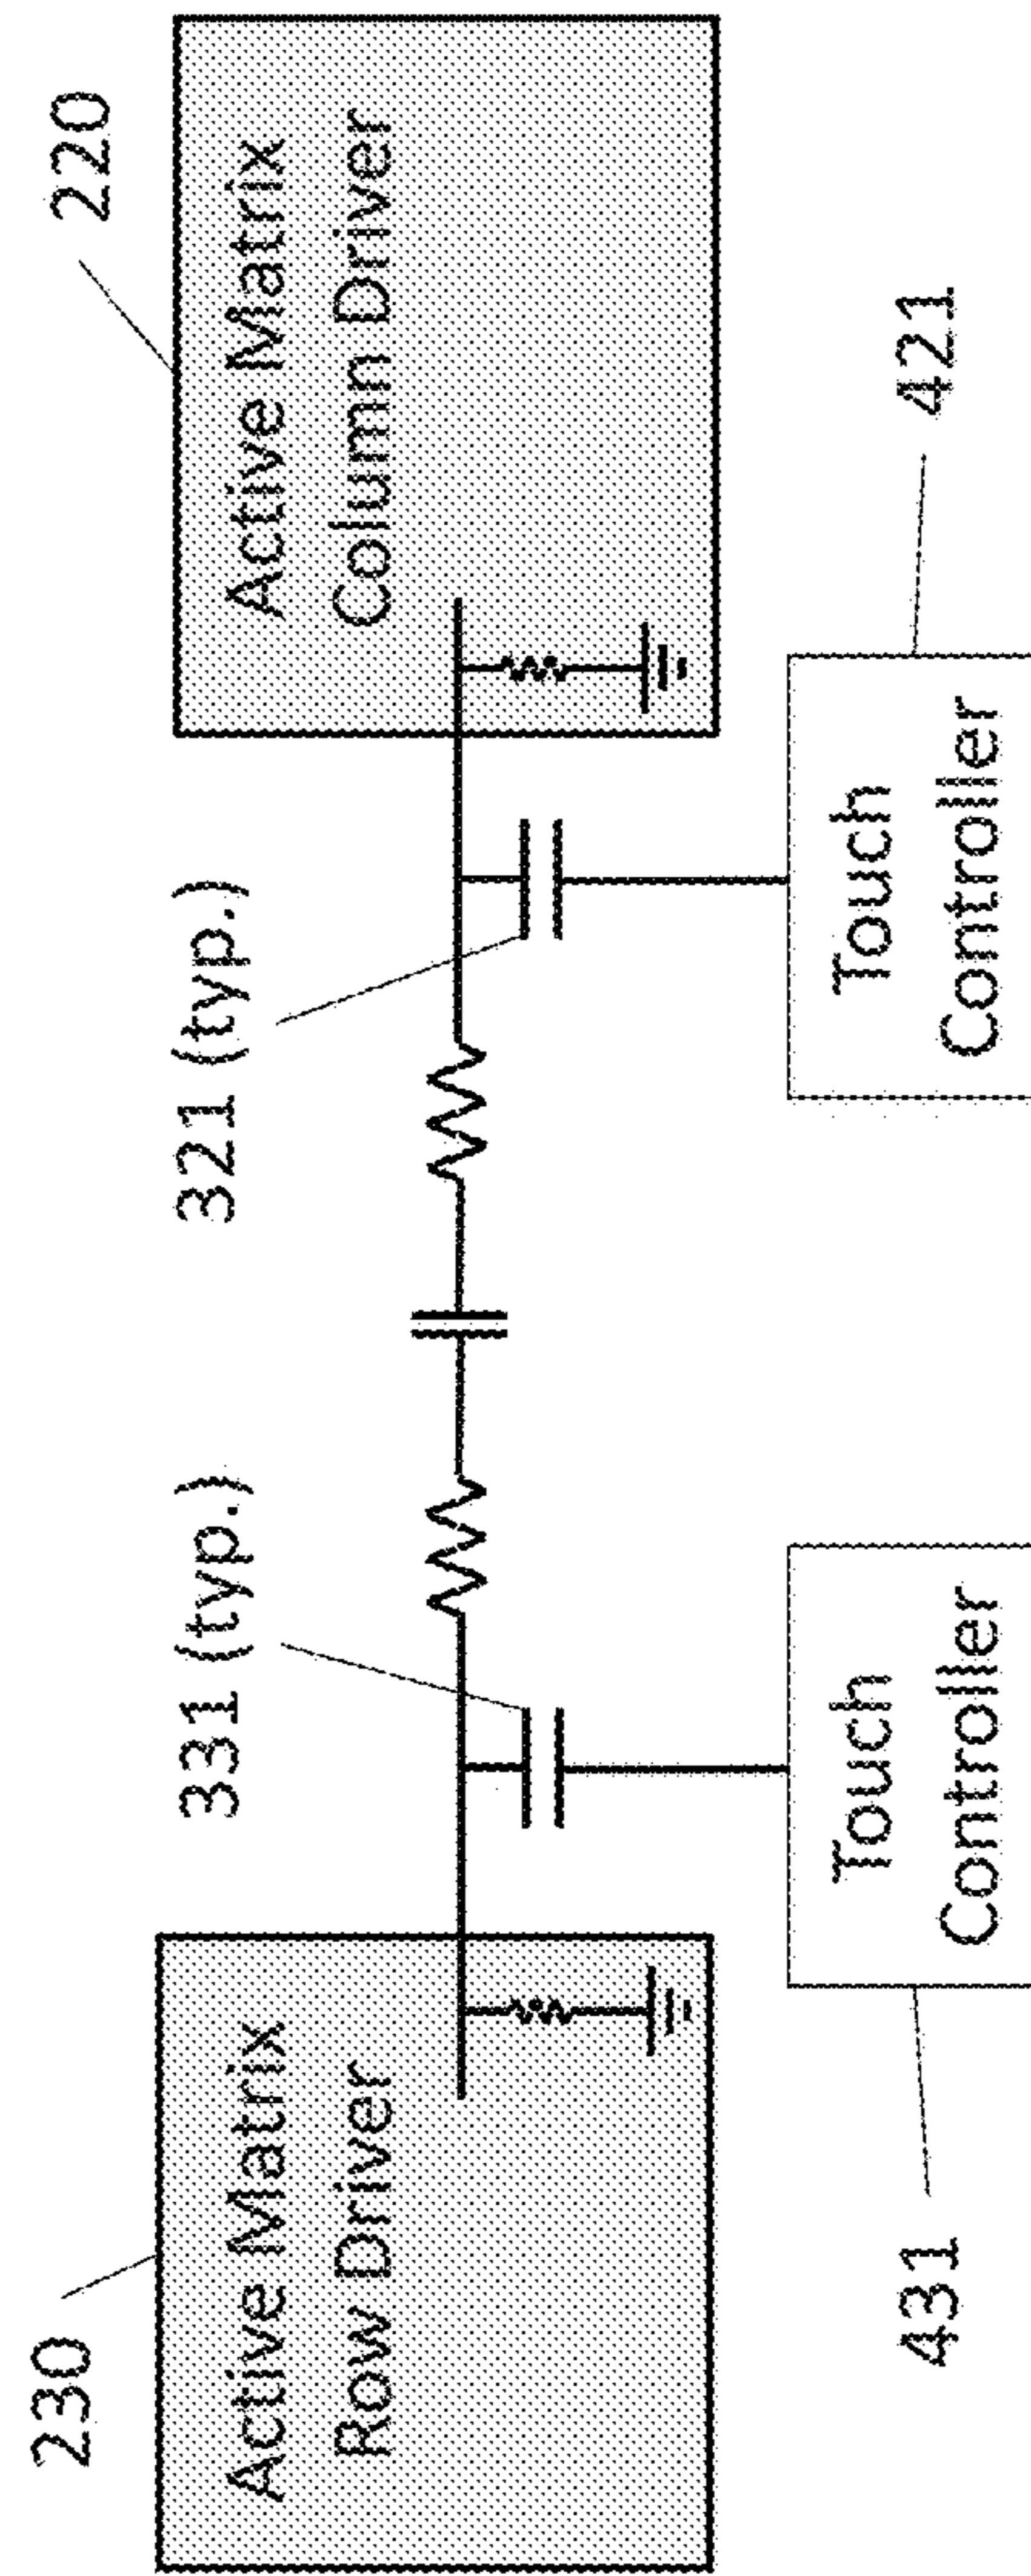 230
Active Matrix
Row Driver
331 (typ.)
321 (typ.)
220
Active Matrix
Column Driver
431
Touch
Controller
Touch
Controller
421